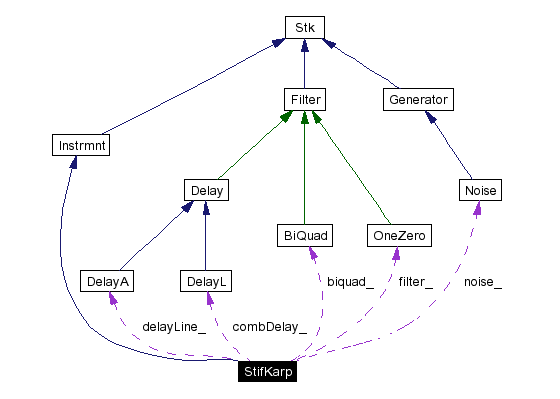 Stk
Filter
Generator
Instrmnt
Delay
Noise
BiQuad
OneZero
DelayA
DelayL
biquad_
filter_
noise_
delayLine_
combDelay_
StifKarp